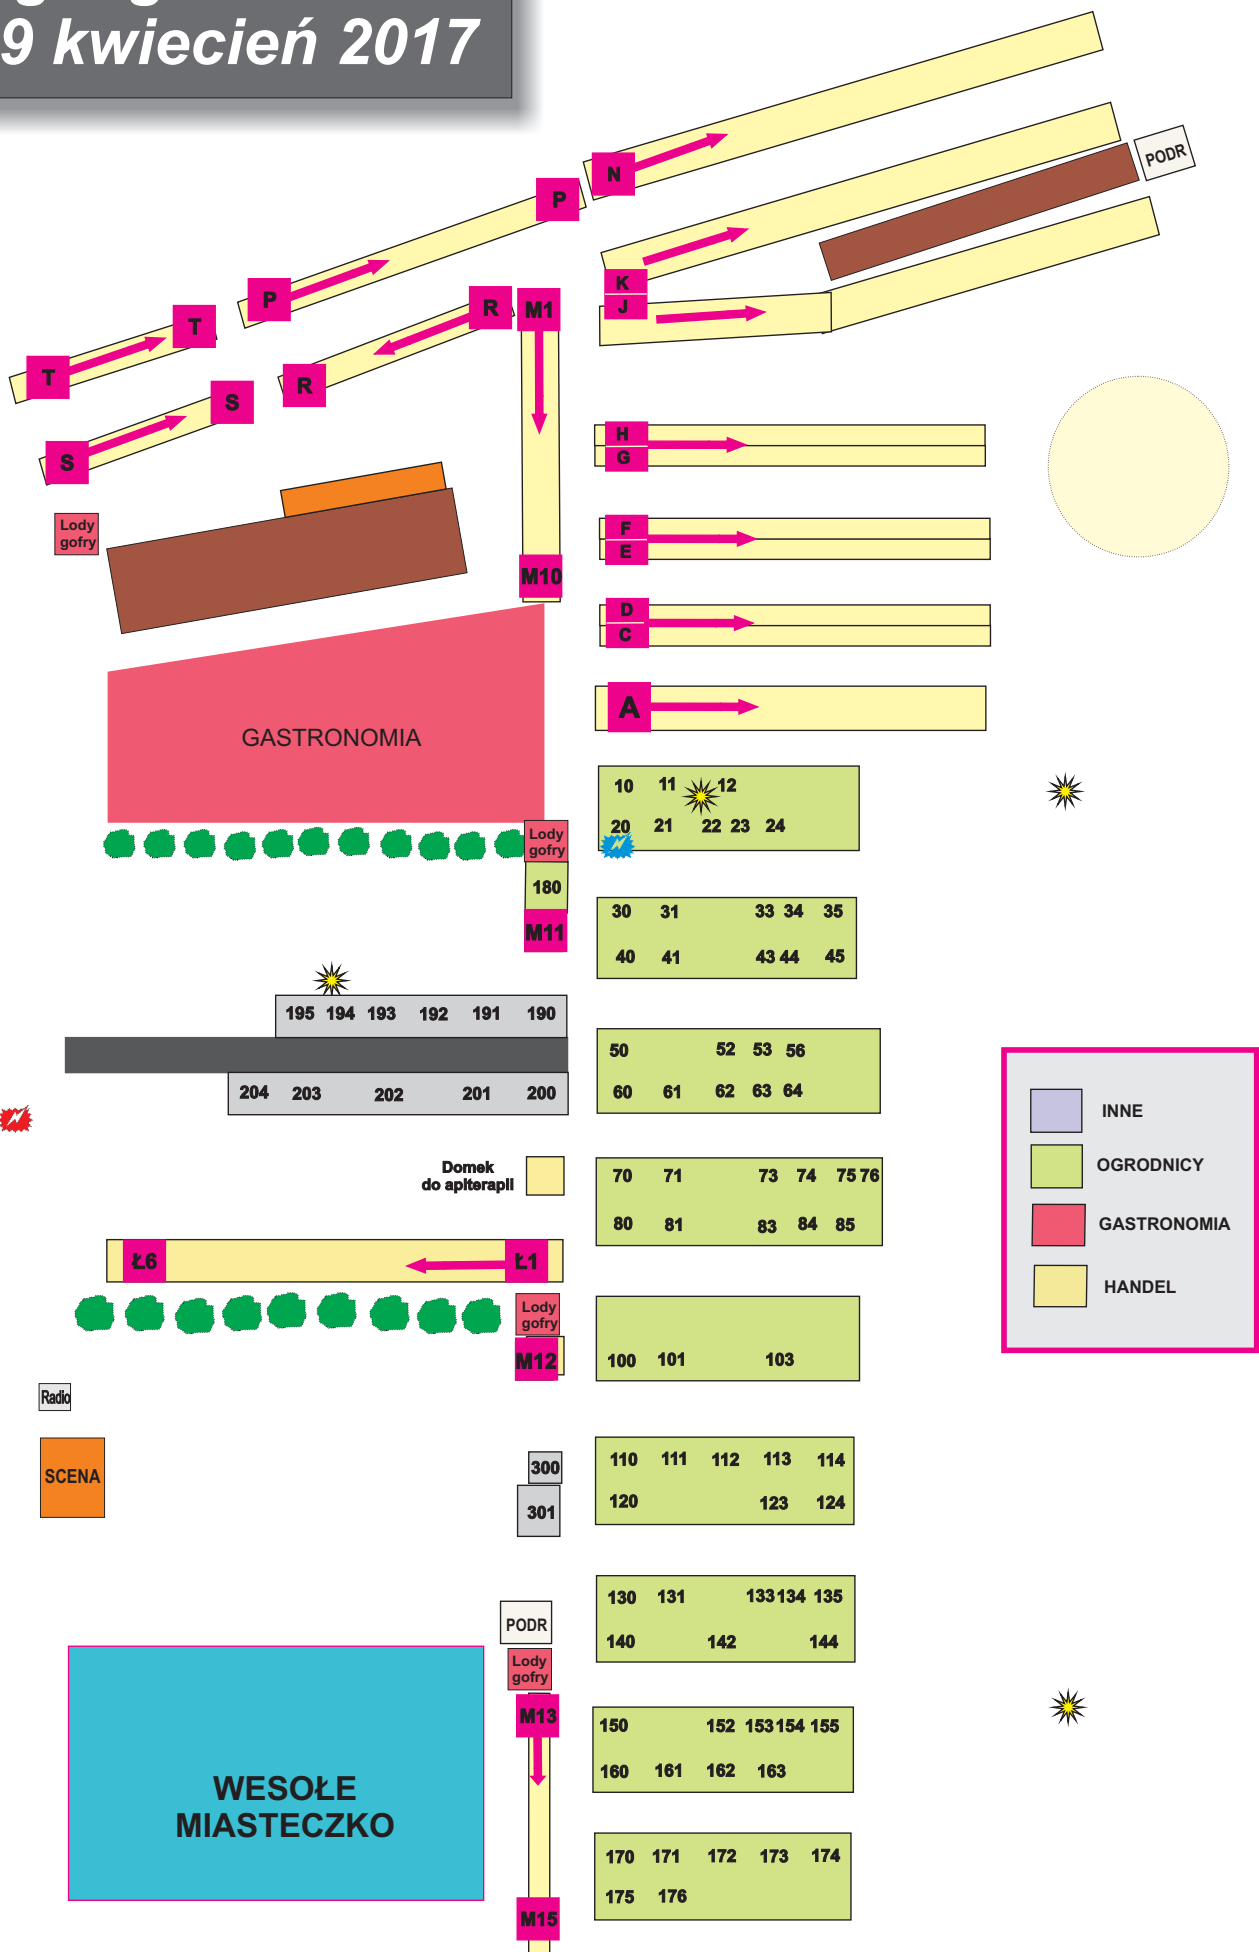 9 kwiecień 2017
N
PODR
P
K
J
P
R
M1
T
T
R
S
S
H
G
Lody
gofry
F
E
M10
D
C
A
GASTRONOMIA
10 11 12
20 21 22 23 24
Lody
gofry
180
M11
30 31 33 34 35
40 41 43 44 45
195 194 193 192 191 190
204 203 202 201 200
50 52 53 56
60 61 62 63 64
INNE
OGRODNICY
GASTRONOMIA
HANDEL
Domek
do apiterapii
70 71 73 74 75 76
80 81 83 84 85
Ł6
Ł1
Lody
gofry
M12
100 101 103
Radio
SCENA
300
301
110 111 112 113 114
120 123 124
130 131 133 134 135
140 142 144
PODR
Lody
gofry
M13
150 152 153 154 155
160 161 162 163
WESOŁE
MIASTECZKO
170 171 172 173 174
175 176
M15